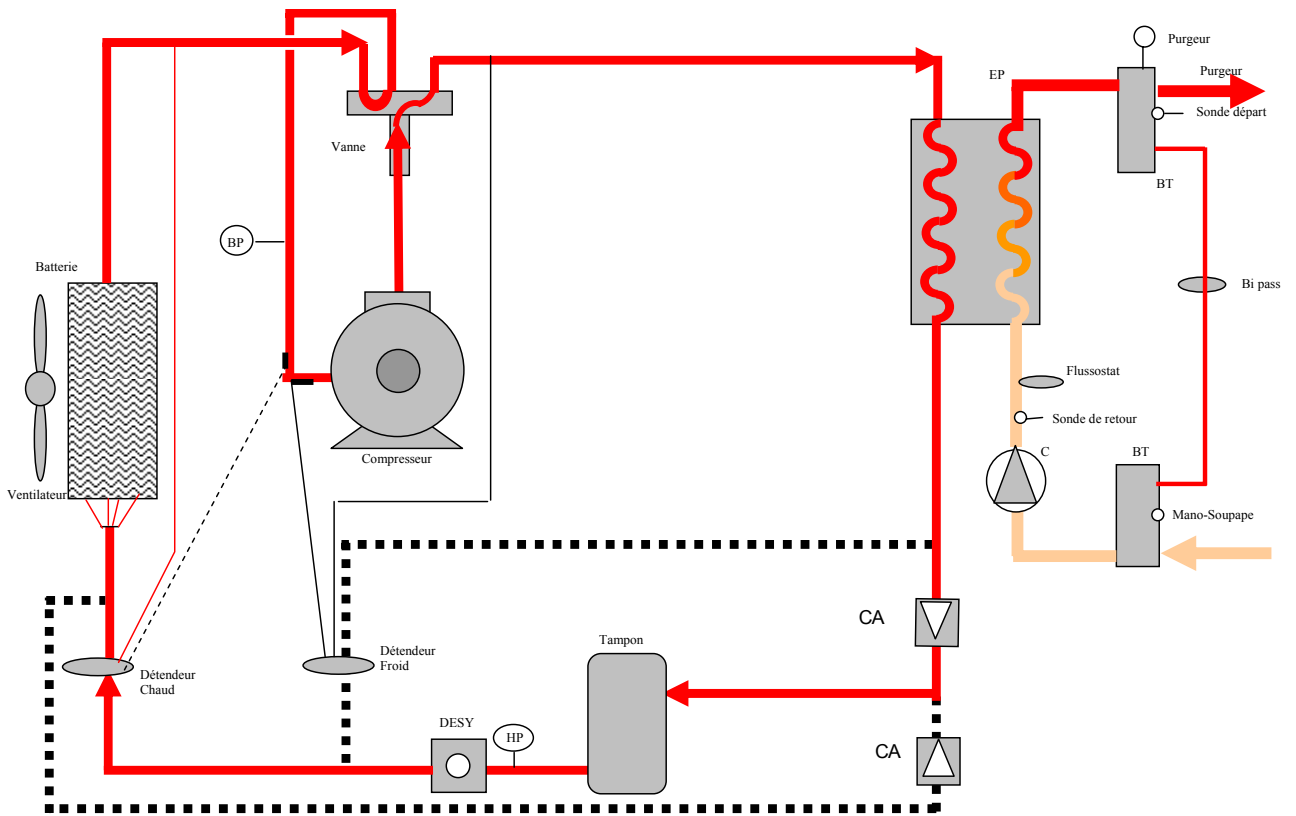 Purgeur
EP
Purgeur
Sonde départ
Vanne
BT
BP
Batterie
Bi pass
Flussostat
Sonde de retour
Compresseur
C
BT
Ventilateur
Mano-Soupape
CA
Tampon
Détendeur
Froid
Détendeur
Chaud
DESY
HP
CA